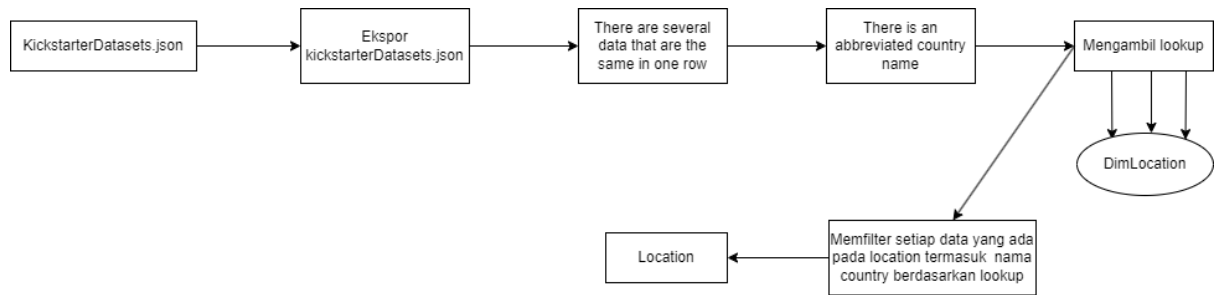 KickstarterDatasets.json
Ekspor
kickstarterDatasets.json
There are several
data that are the
same in one row
There is an
abbreviated country
name
Mengambil lookup
DimLocation
Memfilter setiap data yang ada
pada location termasuk nama
country berdasarkan lookup
Location